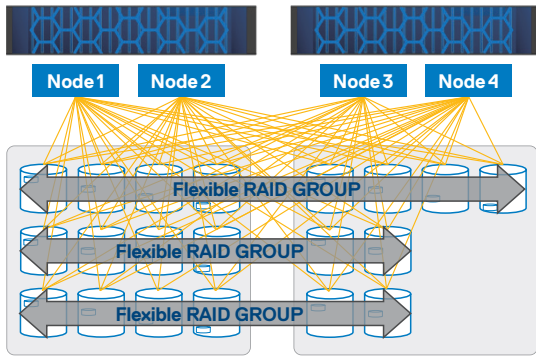 Node 1
Node 2
Node 3
Node 4
Flexible RAID GROUP
Flexible RAID GROUP
Flexible RAID GROUP